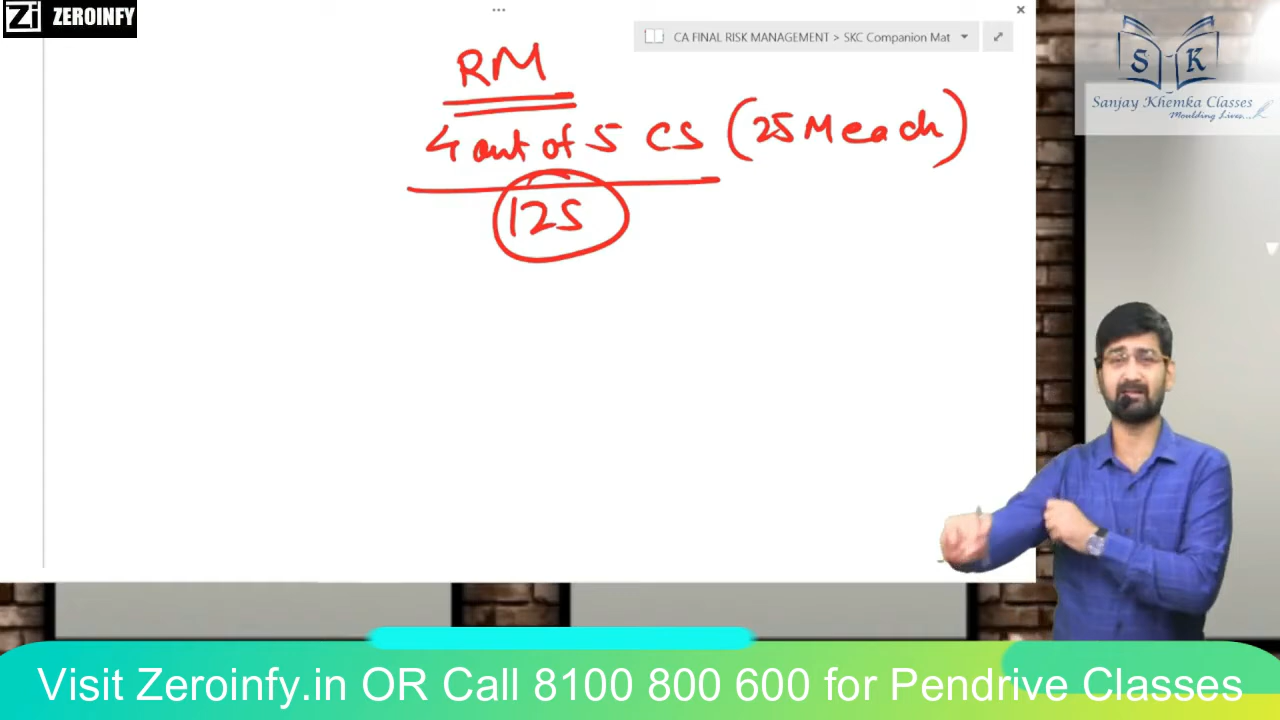 Zi ZEROINFY
CA FINAL RISK MANAGEMENT > SKC Companion Mat
RM
4 out of 5 CS (25 M each)
125
S K
Sanjay Khemka Classes
Moulding Lives...
Visit Zeroinfy.in OR Call 8100 800 600 for Pendrive Classes